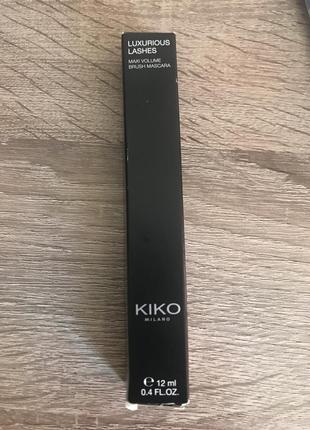 LUXURIOUS
LASHES
MAXI VOLUME
BRUSH MASCARA
KIKO
MILANO
℮ 12 ml
0.4 FL.OZ.